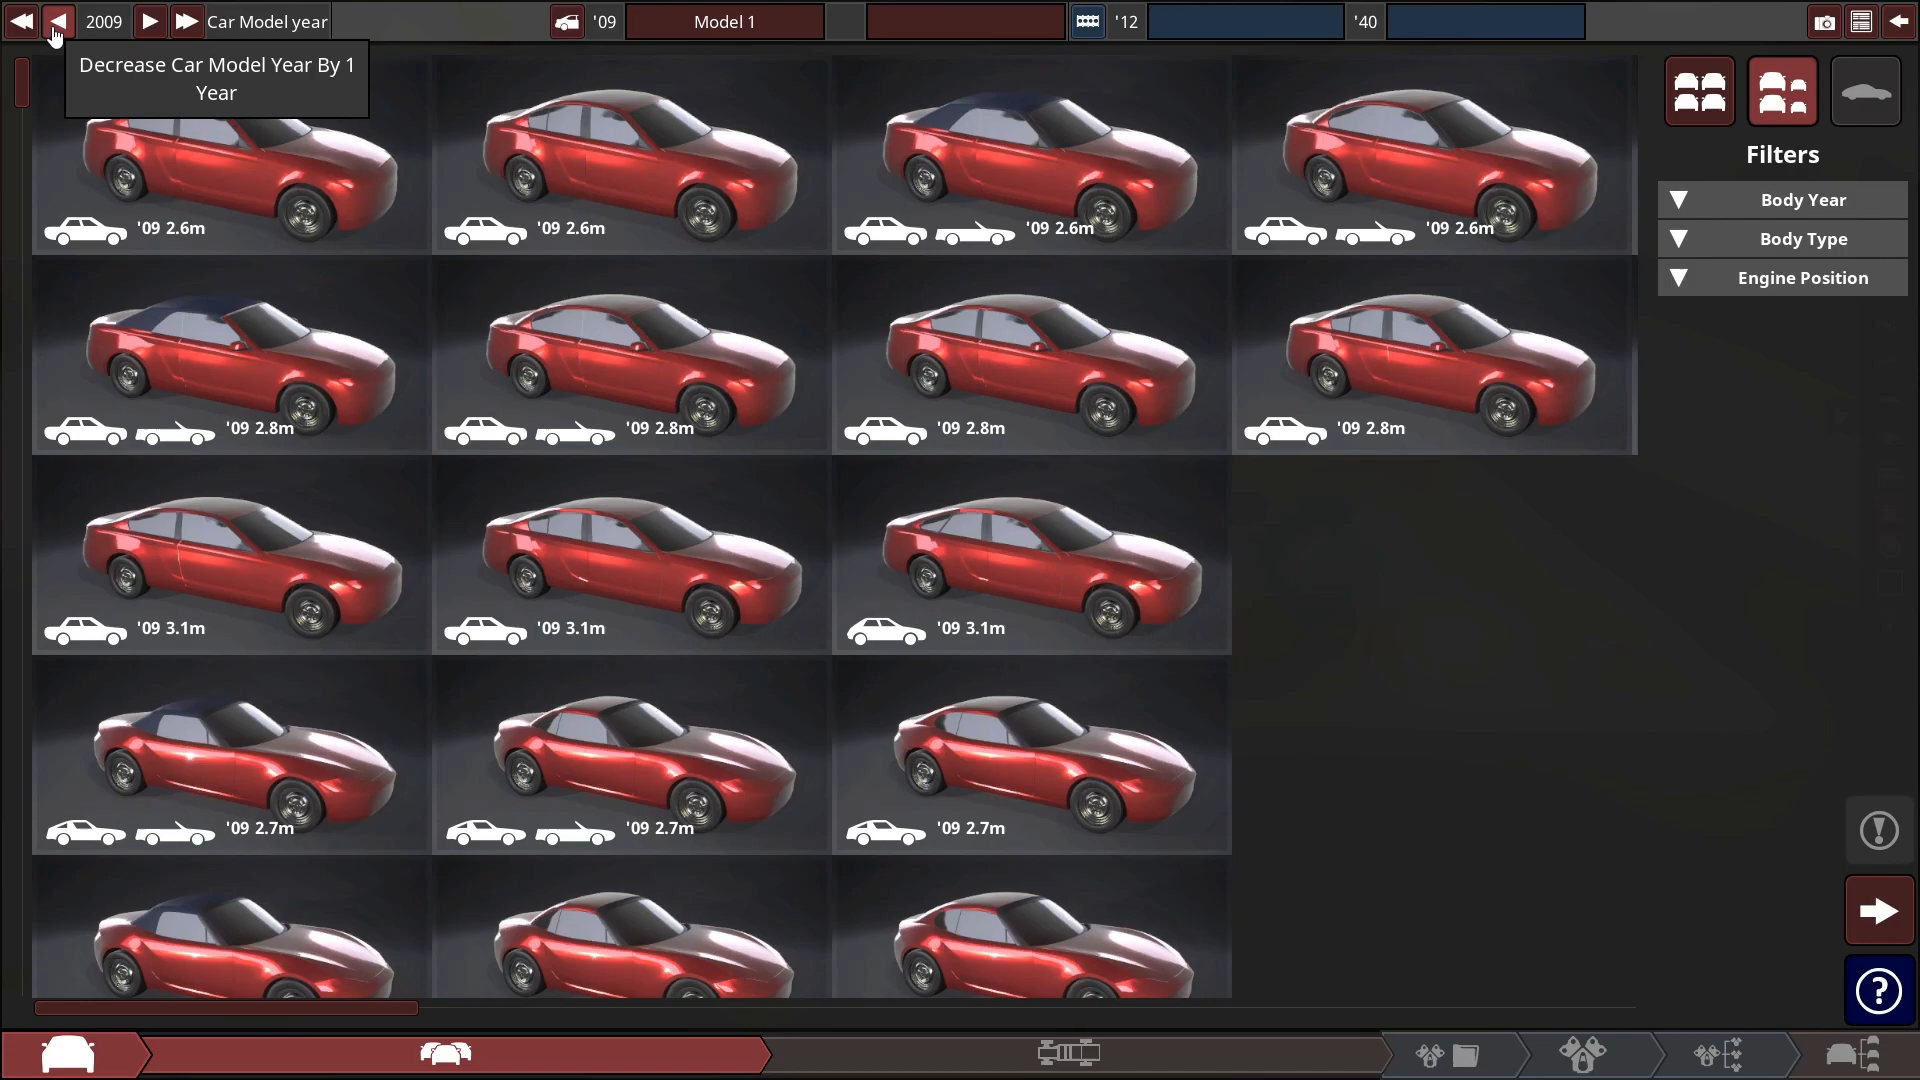 2009
Car Model year
'09
Model 1
'12
'40
Decrease Car Model Year By 1
Year
Filters
Body Year
Body Type
Engine Position
'09 2.6m
'09 2.6m
'09 2.6m
'09 2.6m
'09 2.8m
'09 2.8m
'09 2.8m
'09 2.8m
'09 3.1m
'09 3.1m
'09 3.1m
'09 2.7m
'09 2.7m
'09 2.7m
?